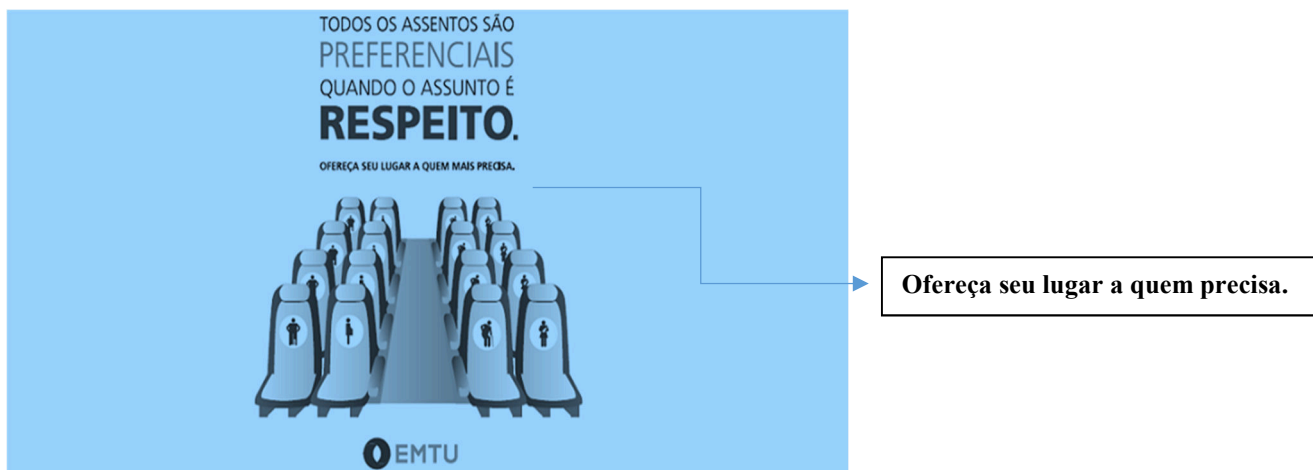 TODOS OS ASSENTOS SÃO
PREFERENCIAIS
QUANDO O ASSUNTO É
RESPEITO.
OFEREÇA SEU LUGAR A QUEM MAIS PRECISA.
Ofereça seu lugar a quem precisa.
EMTU